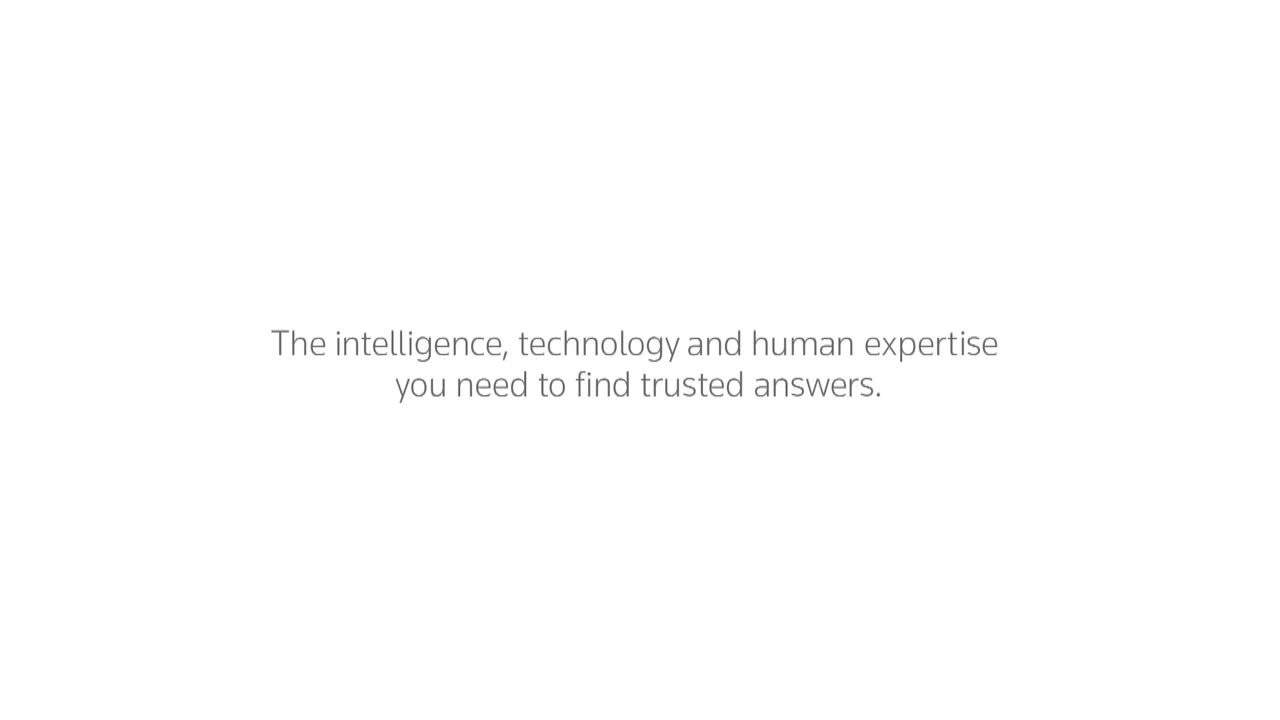 The intelligence, technology and human expertise
you need to find trusted answers.